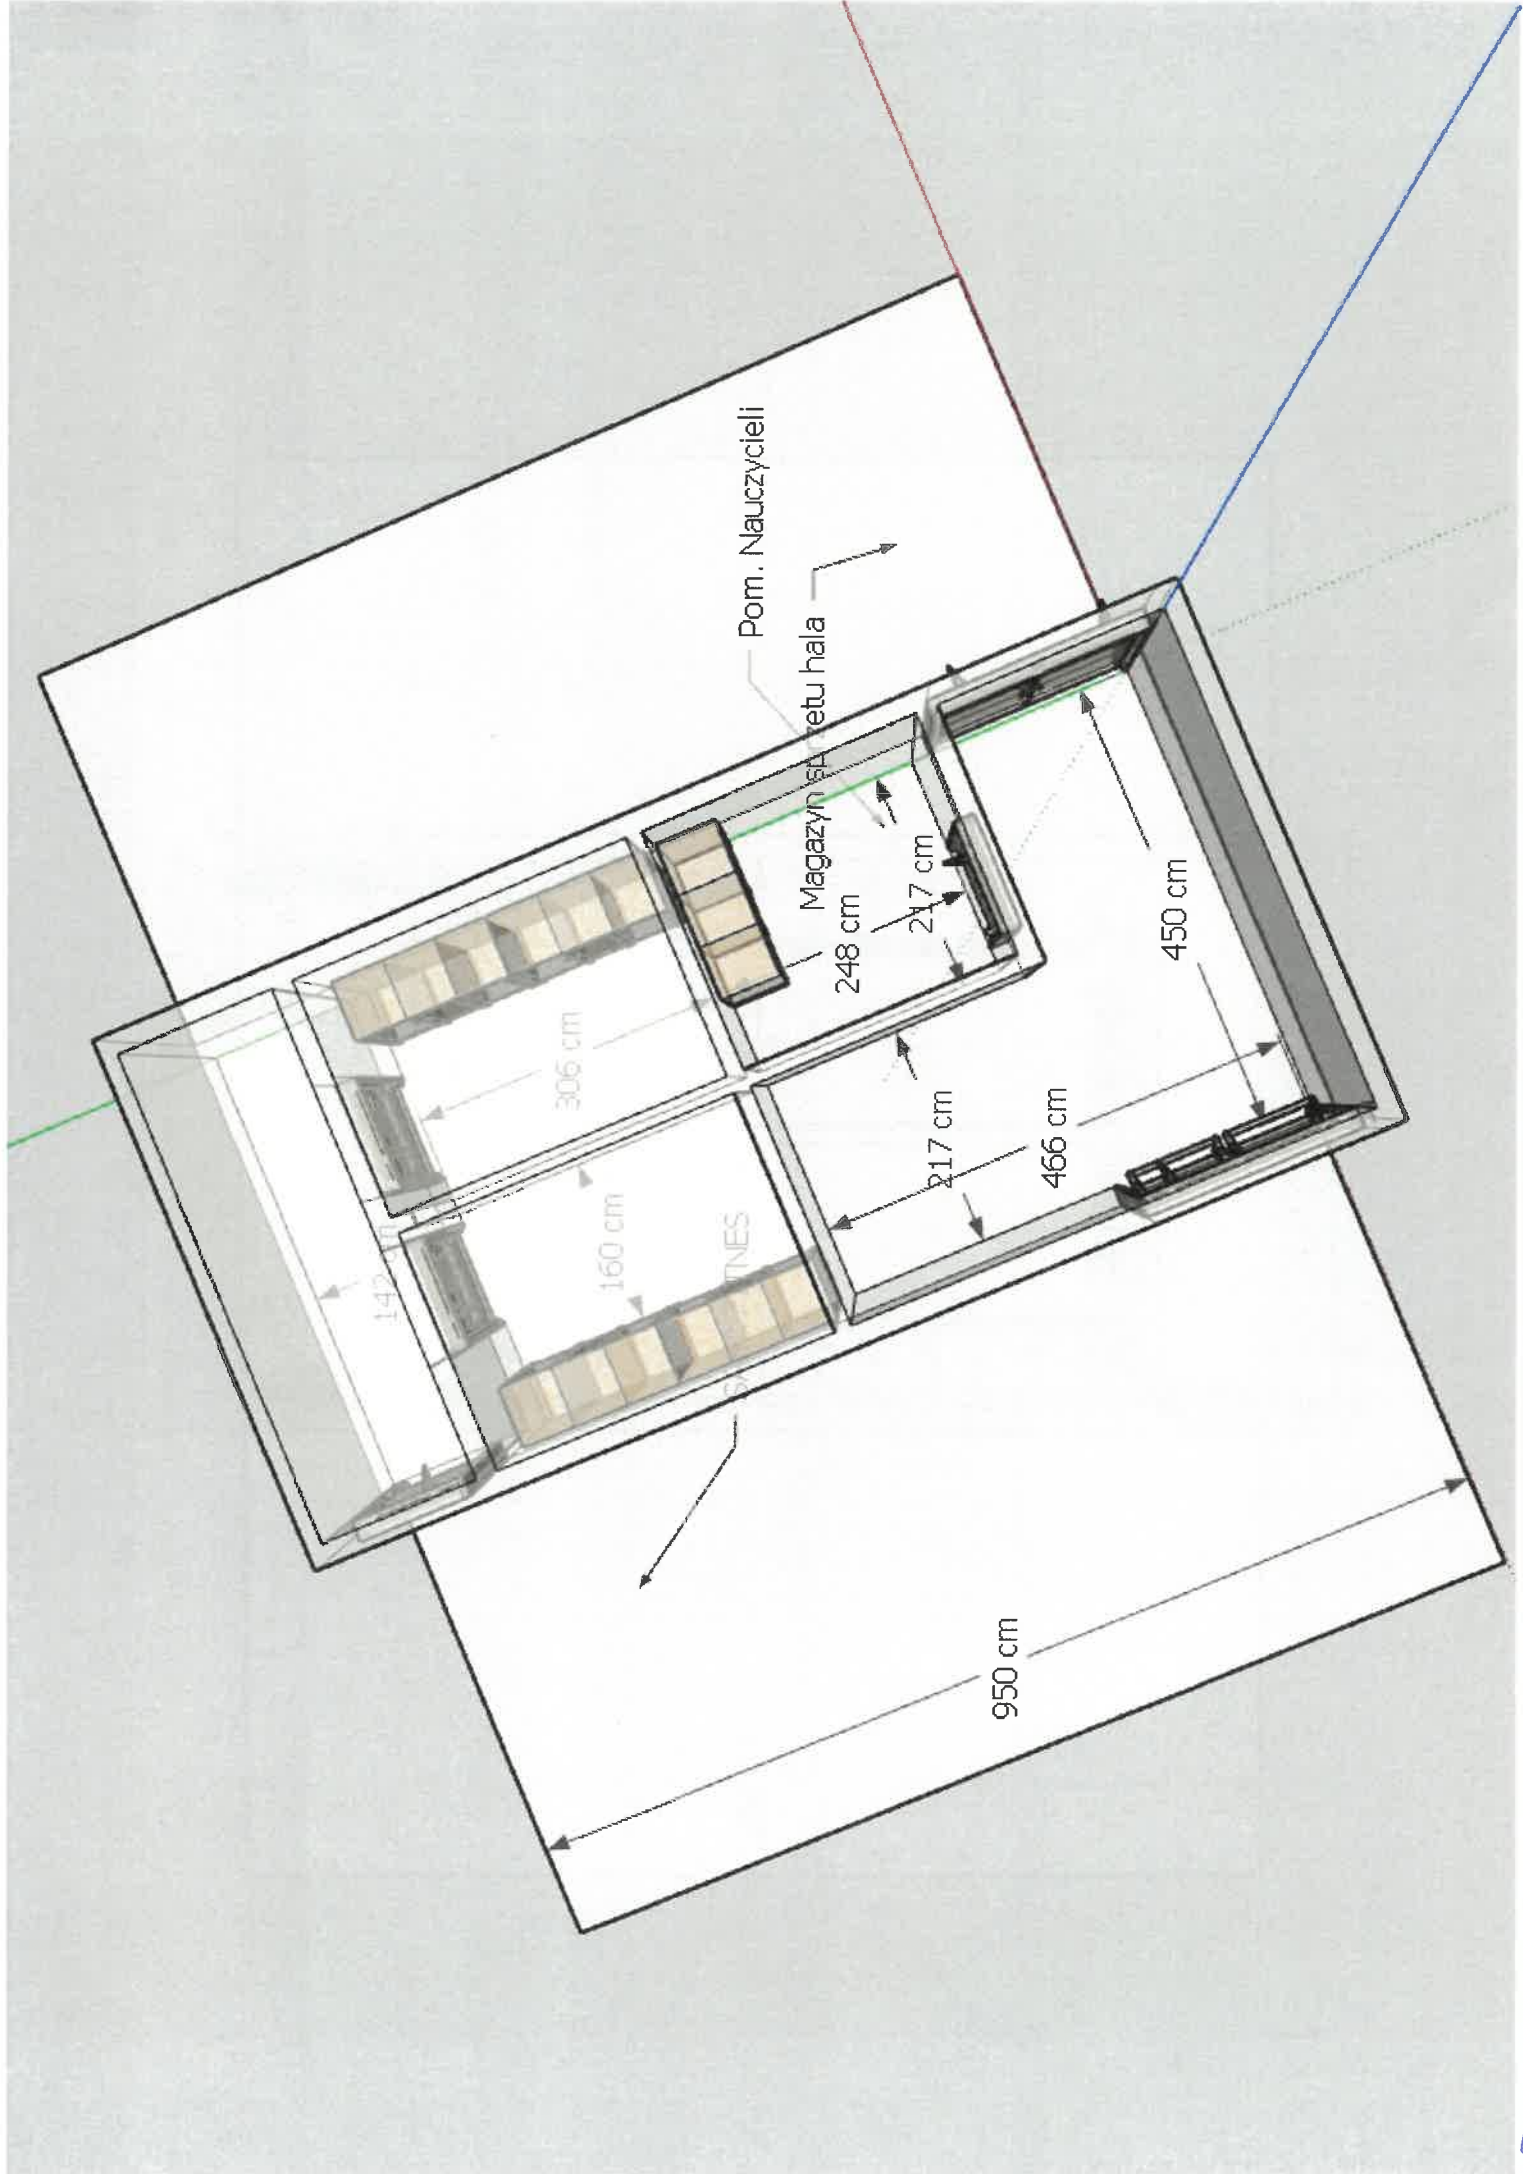 Pom. Nauczycieli
Magazyn sprzętu hala
248 cm
217 cm
450 cm
306 cm
217 cm
466 cm
160 cm
142
950 cm